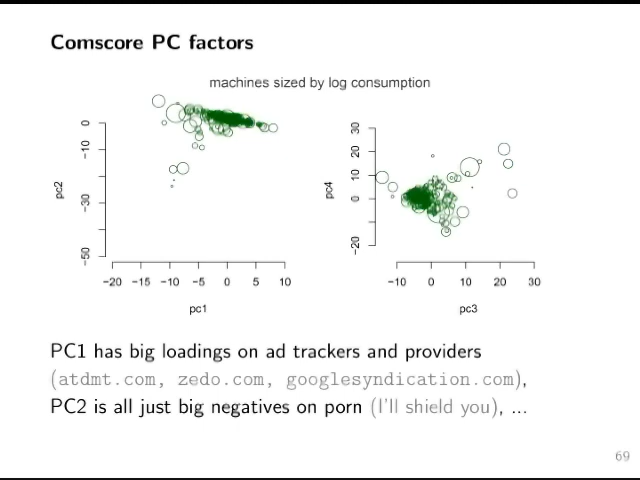 Comscore PC factors
machines sized by log consumption
0
−10
−30
−50
pc2
−20 −15 −10 −5 0 5 10
pc1
30
20
10
0
−20
pc4
−10 0 10 20 30
pc3
PC1 has big loadings on ad trackers and providers
(atdmt.com, zedo.com, googlesyndication.com),
PC2 is all just big negatives on porn (I'll shield you), ...
69